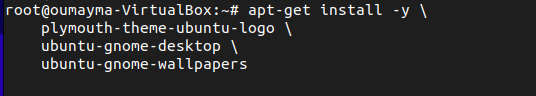 root@oumayma-VirtualBox:~# apt-get install -y \
    plymouth-theme-ubuntu-logo \
    ubuntu-gnome-desktop \
    ubuntu-gnome-wallpapers